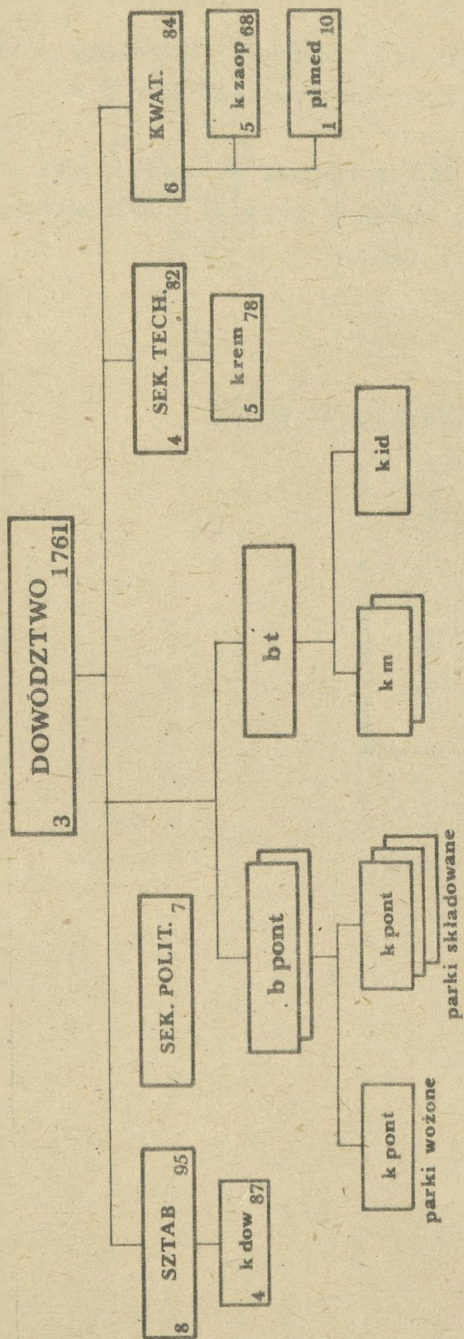 DOWÓDZTWO
3 1761
SZTAB
8 95
k dow
4 87
SEK. POLIT.
7
SEK. TECH.
4 82
k rem
5 78
KWAT.
6 84
k zaop
5 68
pl med
1 10
b pont
b t
k pont
parki wożone
k pont
parki składowane
k m
k id